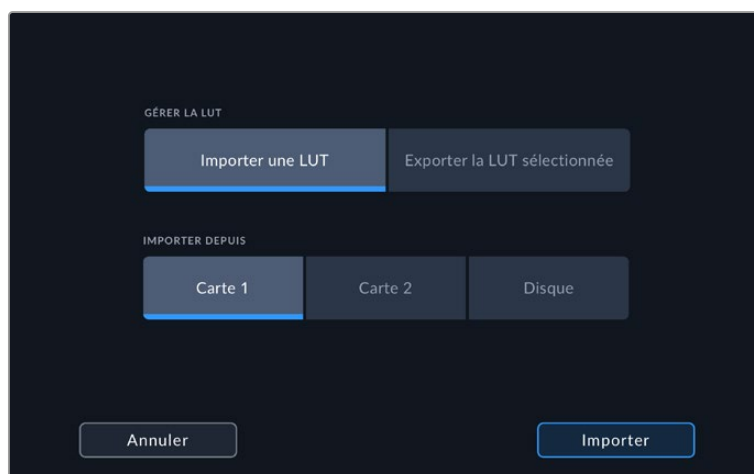 GÉRER LA LUT
Importer une LUT
Exporter la LUT sélectionnée
IMPORTER DEPUIS
Carte 1
Carte 2
Disque
Annuler
Importer